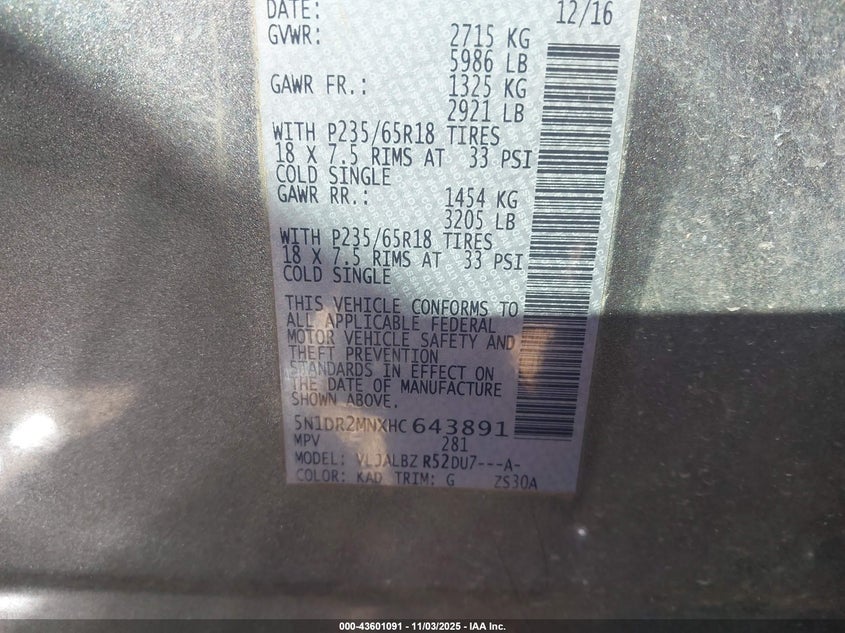 DATE: 12/16
GVWR: 2715 KG
5986 LB
GAWR FR.: 1325 KG
2921 LB
WITH P235/65R18 TIRES
18 X 7.5 RIMS AT 33 PSI
COLD SINGLE
GAWR RR.: 1454 KG
3205 LB
WITH P235/65R18 TIRES
18 X 7.5 RIMS AT 33 PSI
COLD SINGLE
THIS VEHICLE CONFORMS TO
ALL APPLICABLE FEDERAL
MOTOR VEHICLE SAFETY AND
THEFT PREVENTION
STANDARDS IN EFFECT ON
THE DATE OF MANUFACTURE
SHOWN ABOVE.
5N1DR2MNXHC643891
MPV 281
MODEL: VLJALBZ R52DU7---A-
COLOR: KAD TRIM: G ZS30A
000-43601091 - 11/03/2025 - IAA Inc.